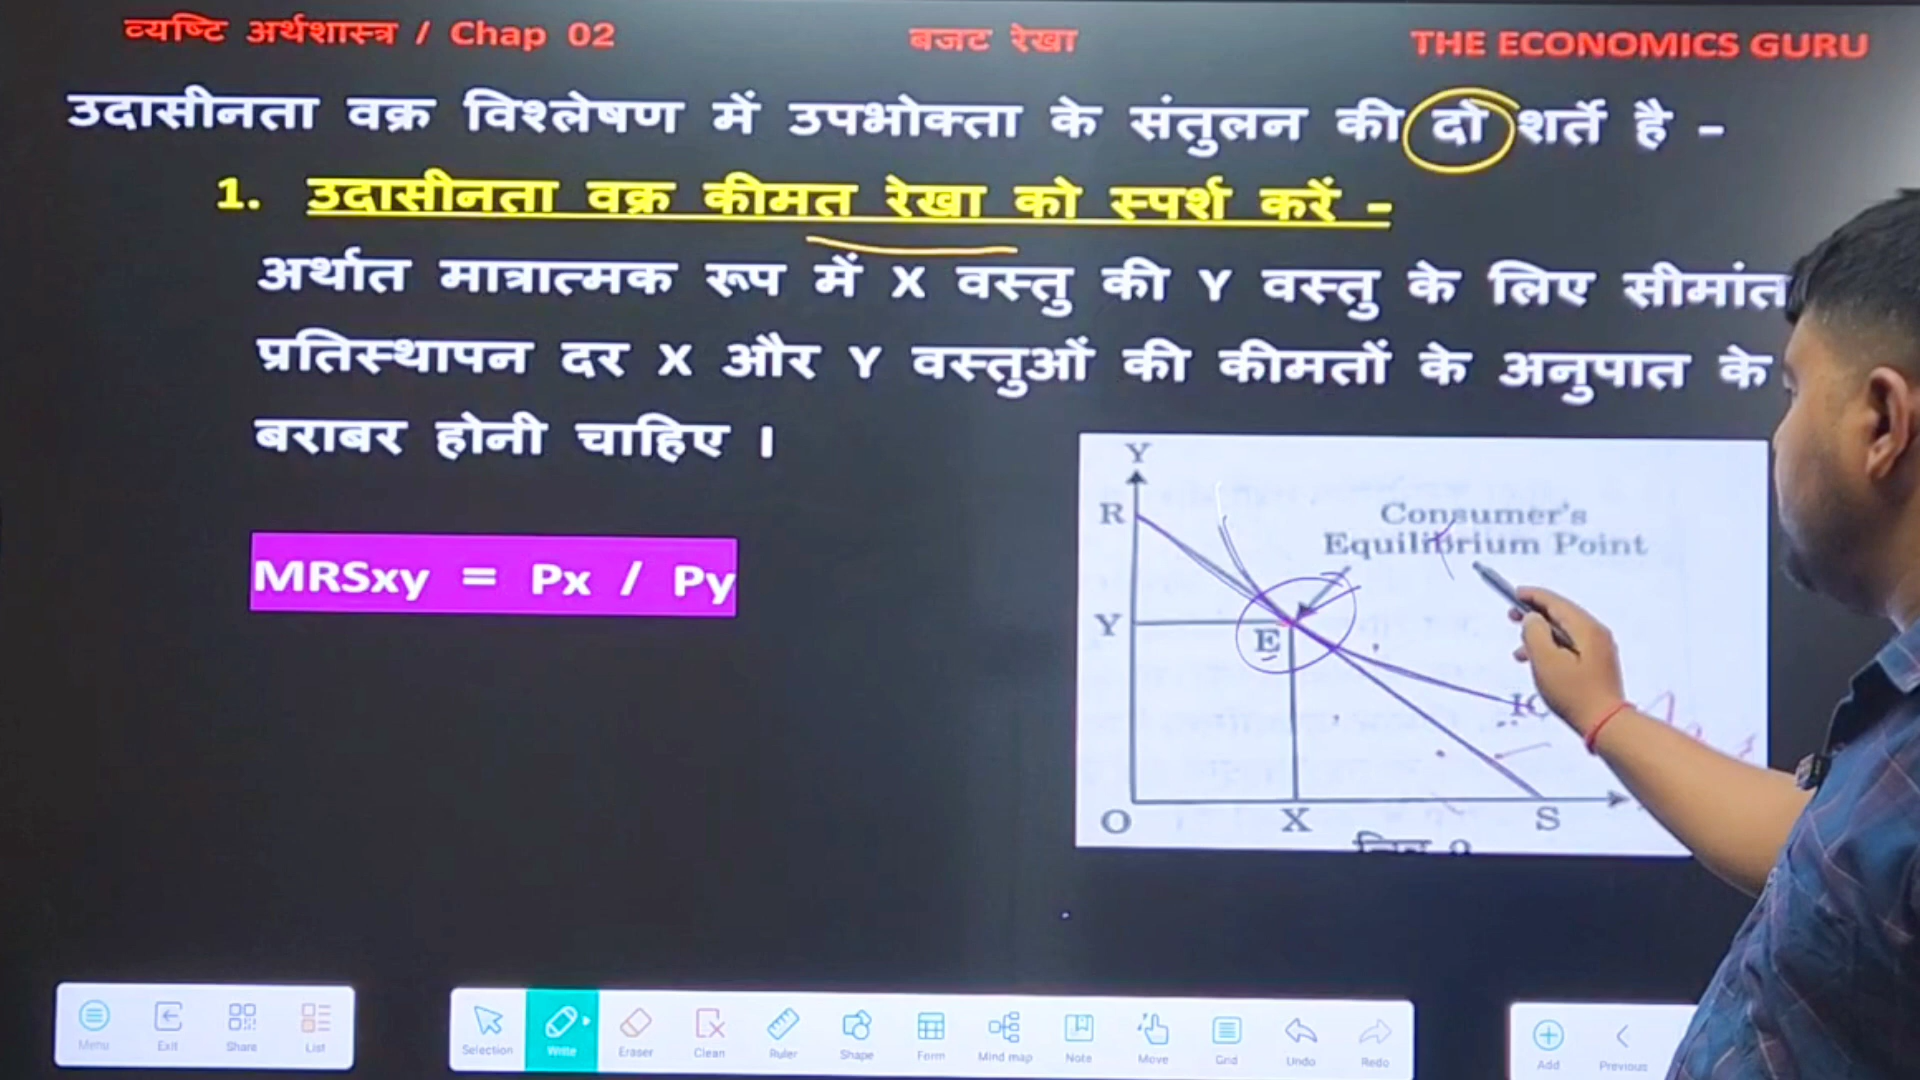 व्यष्टि अर्थशास्त्र / Chap 02
बजट रेखा
THE ECONOMICS GURU
उदासीनता वक्र विश्लेषण में उपभोक्ता के संतुलन की दो शर्ते है –
1. उदासीनता वक्र कीमत रेखा को स्पर्श करें –
अर्थात मात्रात्मक रूप में X वस्तु की Y वस्तु के लिए सीमांत
प्रतिस्थापन दर X और Y वस्तुओं की कीमतों के अनुपात के
बराबर होनी चाहिए ।
MRSxy = Px / Py
Y
R
Consumer's
Equilibrium Point
Y
E
IC
O
X
S
Menu
Exit
Share
List
Selection
Write
Eraser
Clean
Ruler
Shape
Form
Mind map
Note
Move
Grid
Undo
Redo
Add
Previous